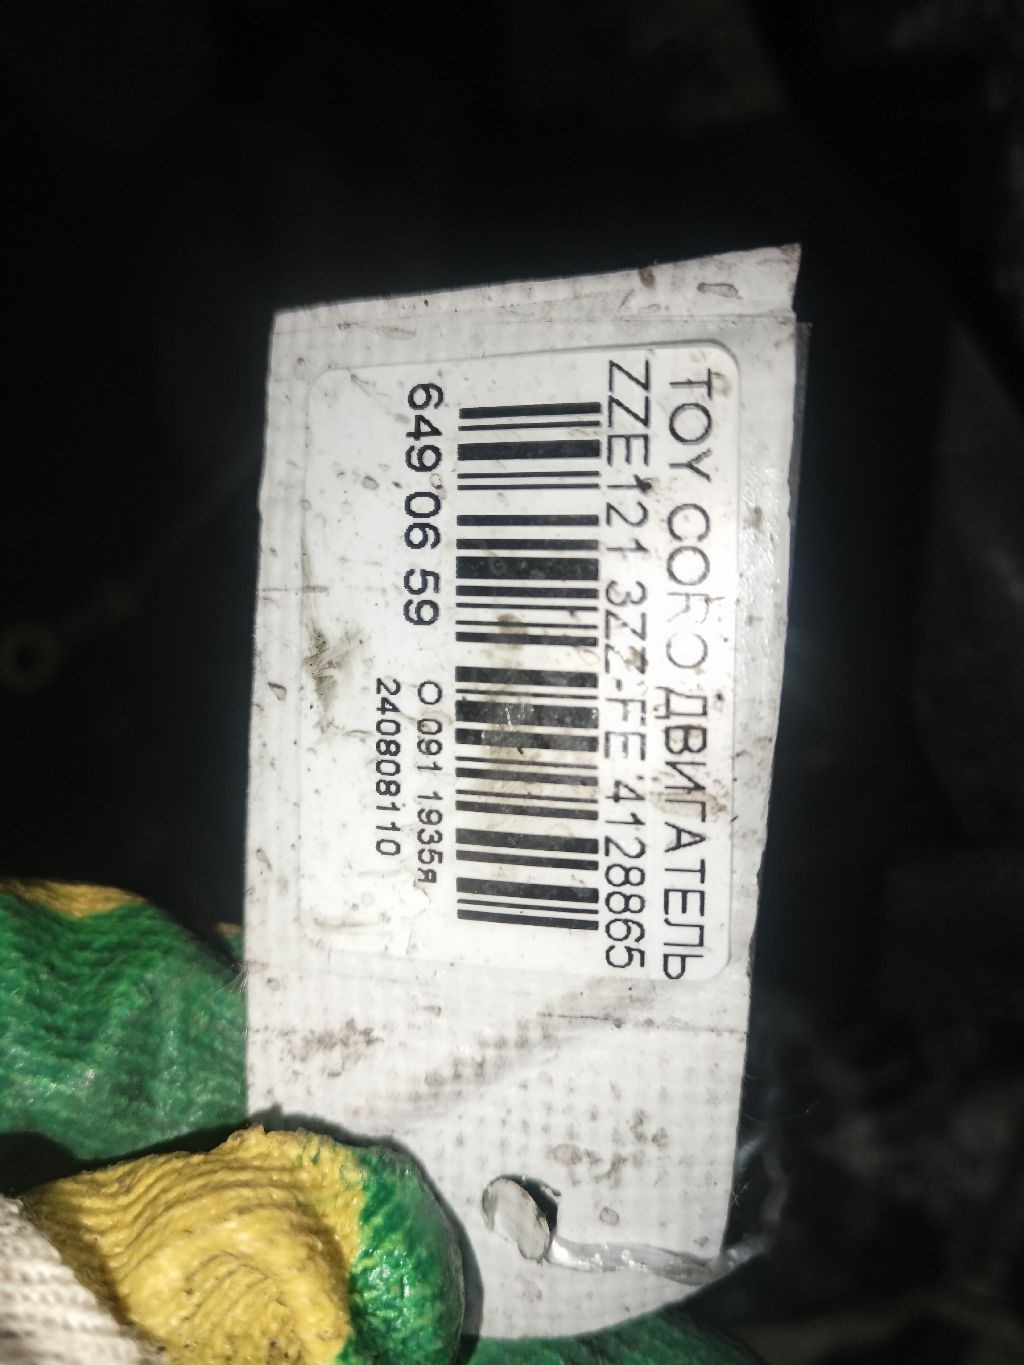 TOY CORO ДВИГАТЕЛЬ
ZZE121 3ZZ-FE 4128865
649 06 59
О 091 1935я
240808110